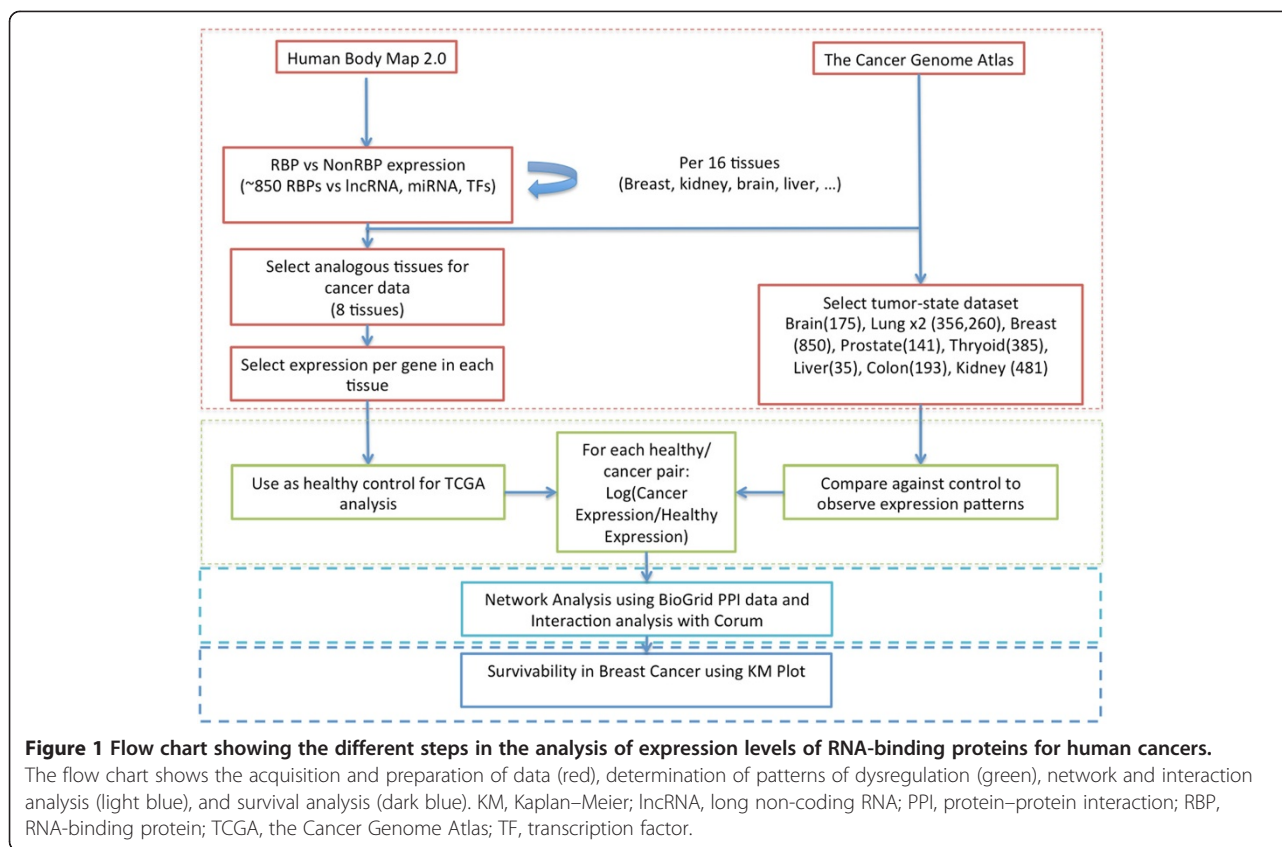 Human Body Map 2.0
The Cancer Genome Atlas
RBP vs NonRBP expression
(~850 RBPs vs lncRNA, miRNA, TFs)
Per 16 tissues
(Breast, kidney, brain, liver, ...)
Select analogous tissues for
cancer data
(8 tissues)
Select tumor-state dataset
Brain(175), Lung x2 (356,260), Breast
(850), Prostate(141), Thryoid(385),
Liver(35), Colon(193), Kidney (481)
Select expression per gene in each
tissue
Use as healthy control for TCGA
analysis
For each healthy/
cancer pair:
Log(Cancer
Expression/Healthy
Expression)
Compare against control to
observe expression patterns
Network Analysis using BioGrid PPI data and
Interaction analysis with Corum
Survivability in Breast Cancer using KM Plot
Figure 1 Flow chart showing the different steps in the analysis of expression levels of RNA-binding proteins for human cancers.
The flow chart shows the acquisition and preparation of data (red), determination of patterns of dysregulation (green), network and interaction
analysis (light blue), and survival analysis (dark blue). KM, Kaplan–Meier; lncRNA, long non-coding RNA; PPI, protein–protein interaction; RBP,
RNA-binding protein; TCGA, the Cancer Genome Atlas; TF, transcription factor.